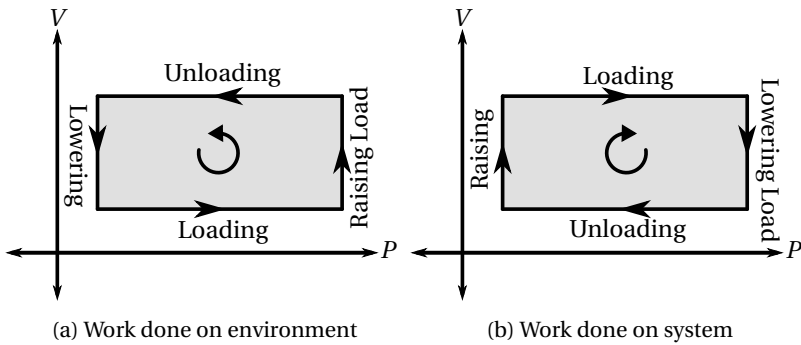 V
Unloading
Lowering
Raising Load
Loading
P
(a) Work done on environment
V
Loading
Raising
Lowering Load
Unloading
P
(b) Work done on system